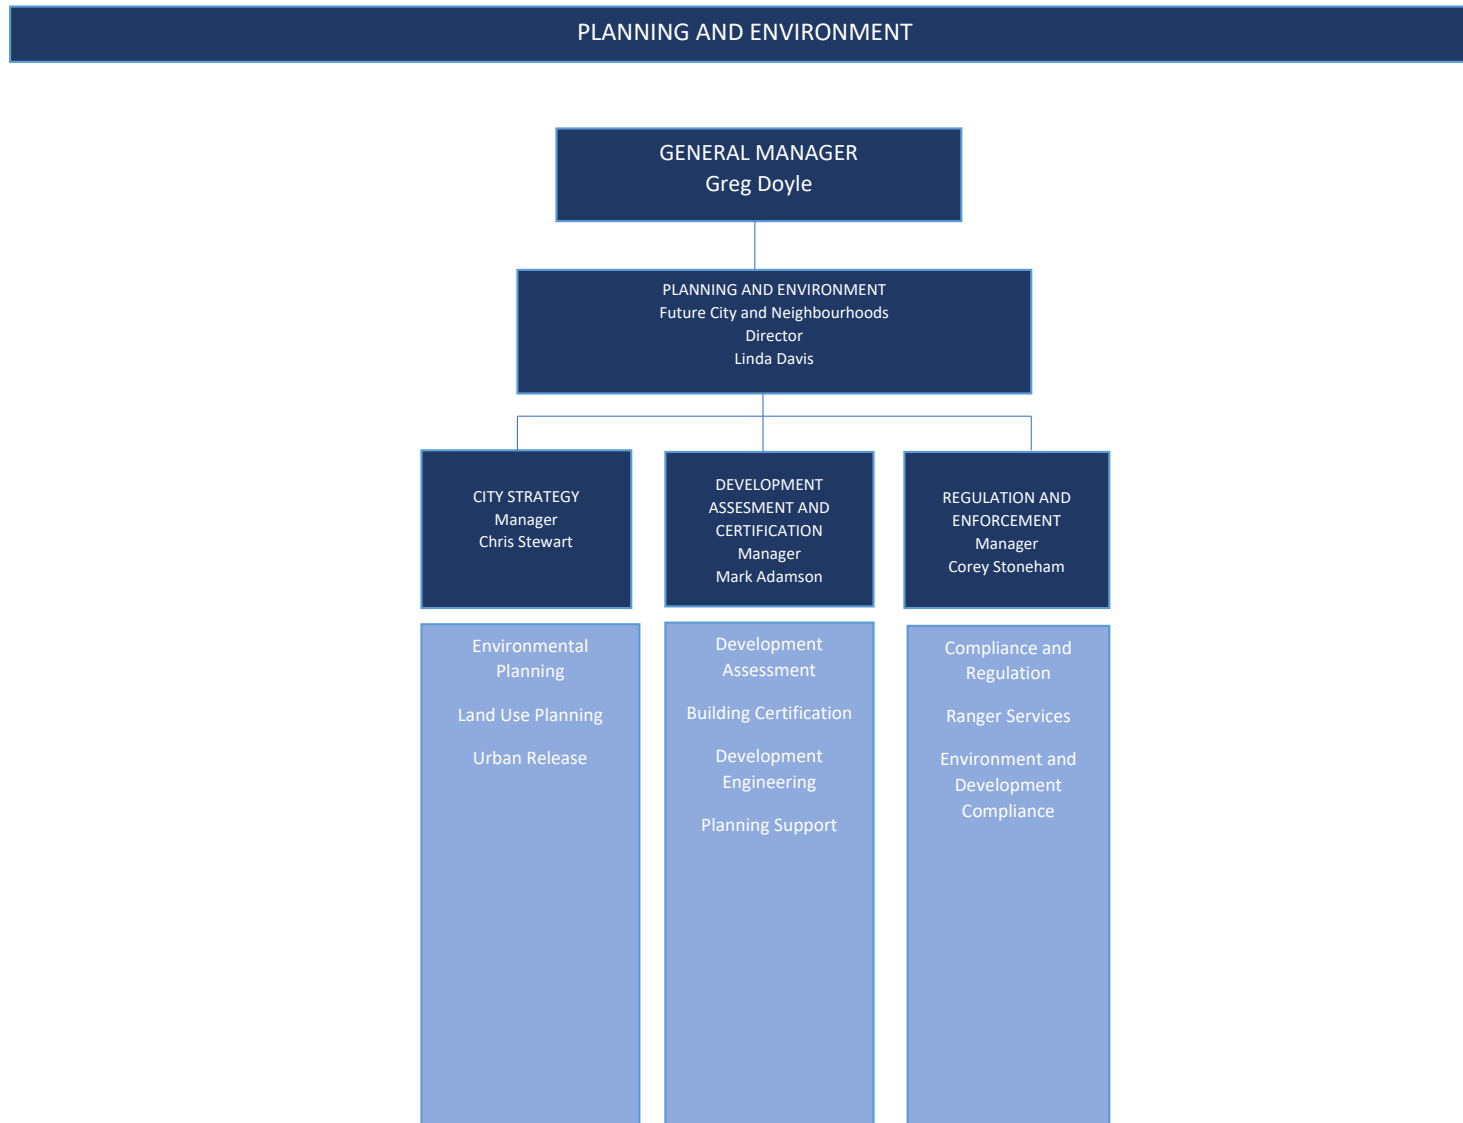 PLANNING AND ENVIRONMENT
GENERAL MANAGER
Greg Doyle
PLANNING AND ENVIRONMENT
Future City and Neighbourhoods
Director
Linda Davis
CITY STRATEGY
Manager
Chris Stewart
DEVELOPMENT
ASSESMENT AND
CERTIFICATION
Manager
Mark Adamson
REGULATION AND
ENFORCEMENT
Manager
Corey Stoneham
Environmental
Planning
Land Use Planning
Urban Release
Development
Assessment
Building Certification
Development
Engineering
Planning Support
Compliance and
Regulation
Ranger Services
Environment and
Development
Compliance